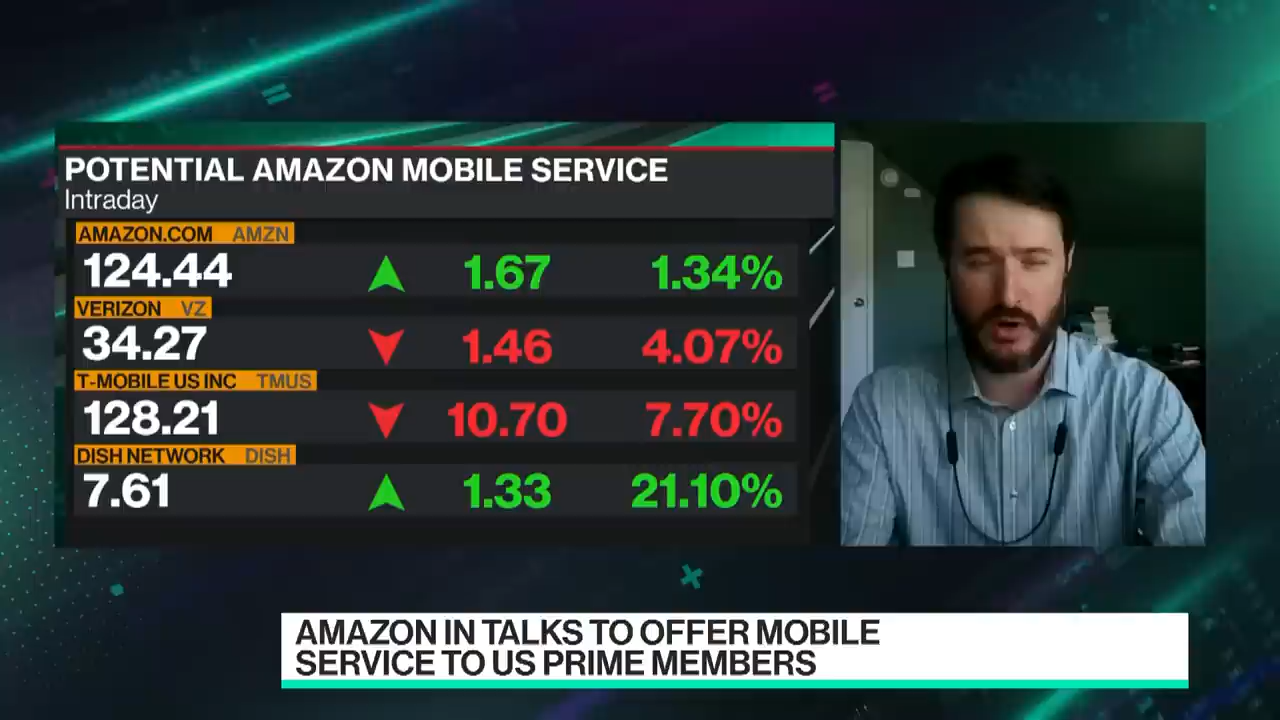 POTENTIAL AMAZON MOBILE SERVICE
Intraday
AMAZON.COM AMZN
124.44 1.67 1.34%
VERIZON VZ
34.27 1.46 4.07%
T-MOBILE US INC TMUS
128.21 10.70 7.70%
DISH NETWORK DISH
7.61 1.33 21.10%
AMAZON IN TALKS TO OFFER MOBILE
SERVICE TO US PRIME MEMBERS